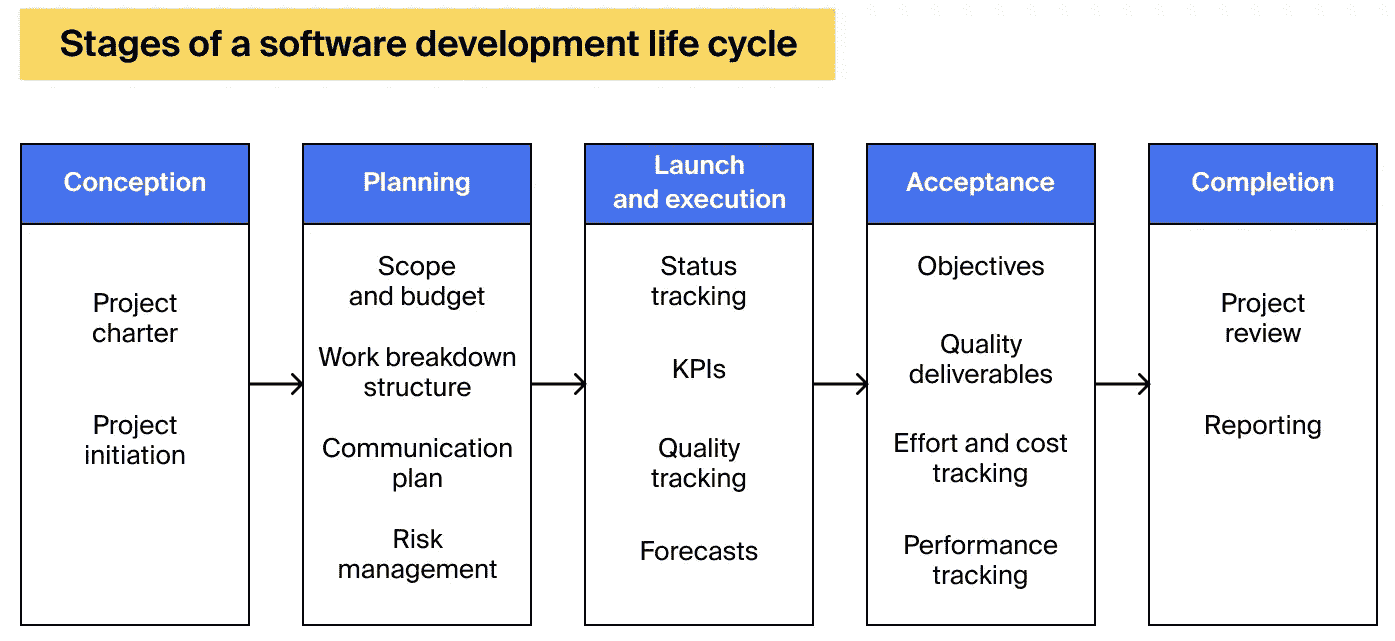 Stages of a software development life cycle
Conception
Project
charter
Project
initiation
Planning
Scope
and budget
Work breakdown
structure
Communication
plan
Risk
management
Launch
and execution
Status
tracking
KPIs
Quality
tracking
Forecasts
Acceptance
Objectives
Quality
deliverables
Effort and cost
tracking
Performance
tracking
Completion
Project
review
Reporting